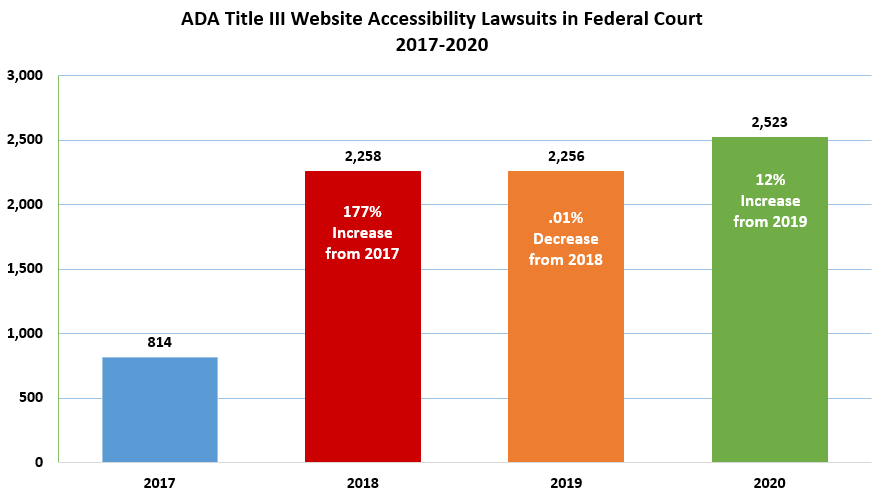 ADA Title III Website Accessibility Lawsuits in Federal Court
2017-2020
3,000
2,500
2,000
1,500
1,000
500
0
814
2,258
177%
Increase
from 2017
2,256
.01%
Decrease
from 2018
2,523
12%
Increase
from 2019
2017
2018
2019
2020